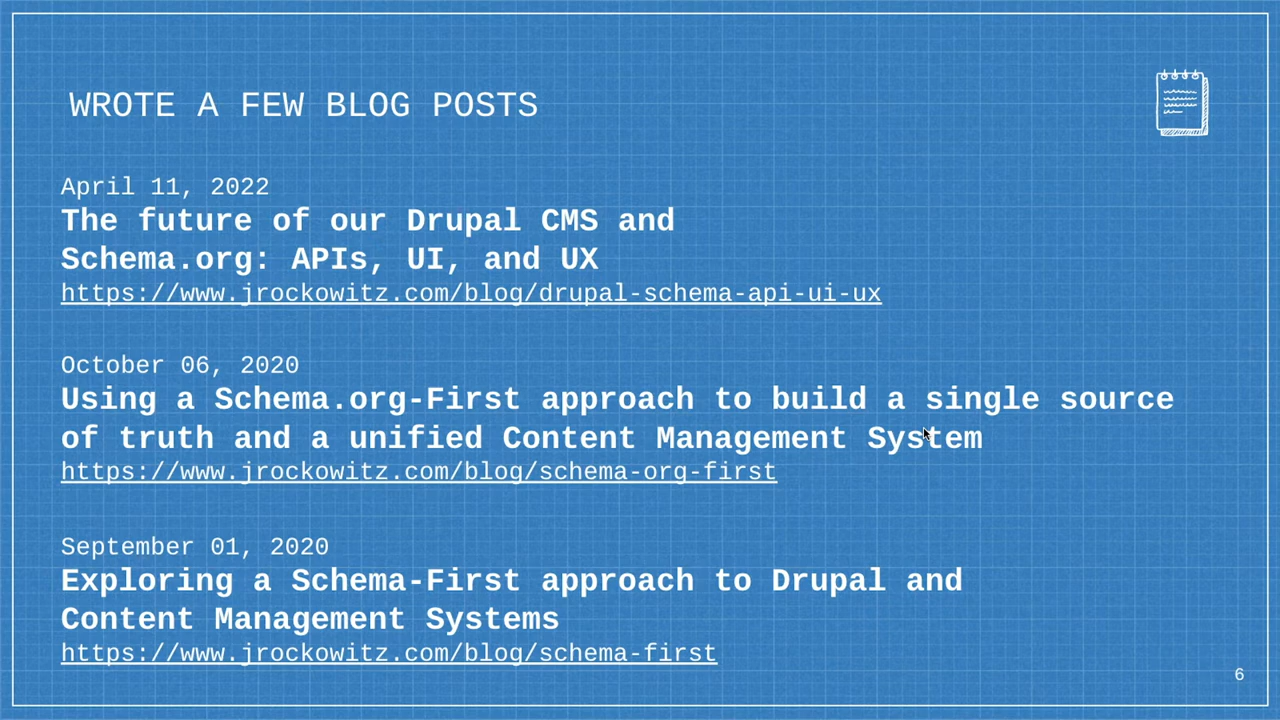 WROTE A FEW BLOG POSTS
April 11, 2022
The future of our Drupal CMS and
Schema.org: APIs, UI, and UX
https://www.jrockowitz.com/blog/drupal-schema-api-ui-ux
October 06, 2020
Using a Schema.org-First approach to build a single source
of truth and a unified Content Management System
https://www.jrockowitz.com/blog/schema-org-first
September 01, 2020
Exploring a Schema-First approach to Drupal and
Content Management Systems
https://www.jrockowitz.com/blog/schema-first
6